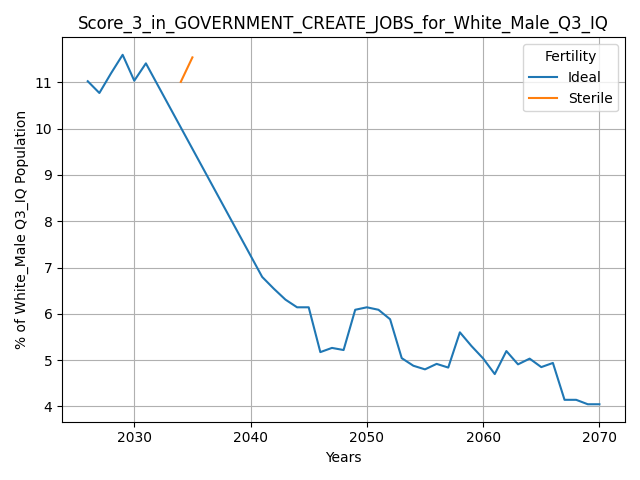 Score_3_in_GOVERNMENT_CREATE_JOBS_for_White_Male_Q3_IQ
Fertility
Ideal
Sterile
% of White_Male Q3_IQ Population
11
10
9
8
7
6
5
4
2030 2040 2050 2060 2070
Years